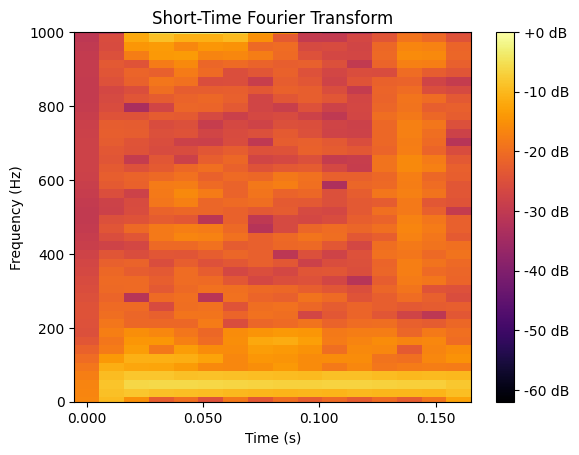 Short-Time Fourier Transform
1000
800
600
400
200
0
Frequency (Hz)
0.000
0.050
0.100
0.150
Time (s)
+0 dB
-10 dB
-20 dB
-30 dB
-40 dB
-50 dB
-60 dB